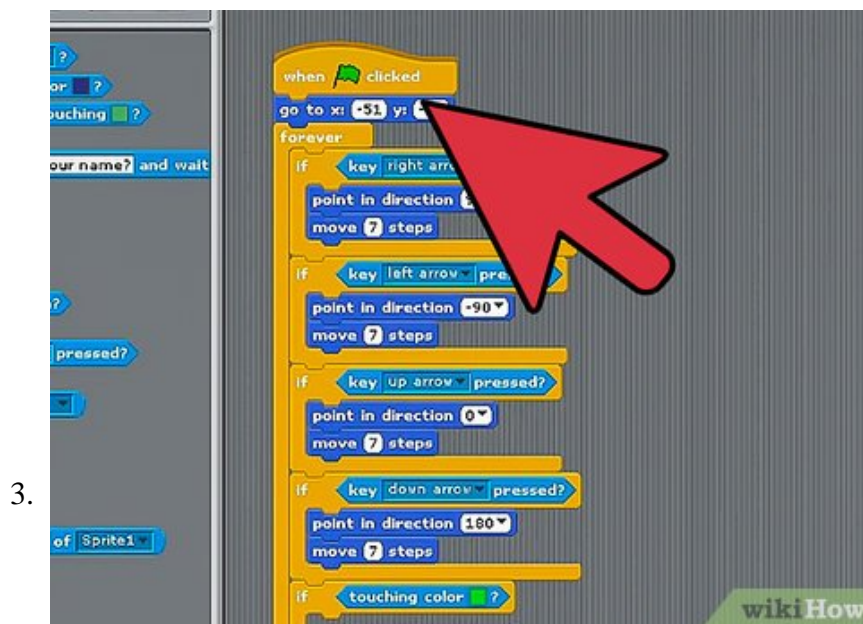 ?
or ?
touching ?
our name? and wait
?
pressed?
of Sprite1
3.
when clicked
go to x: -51 y:
forever
if key right
point in direction
move 7 steps
if key left arrow
point in direction -90
move 7 steps
if key up arrow pressed?
point in direction 0
move 7 steps
if key down arrow pressed?
point in direction 180
move 7 steps
if touching color ?
wikiHow